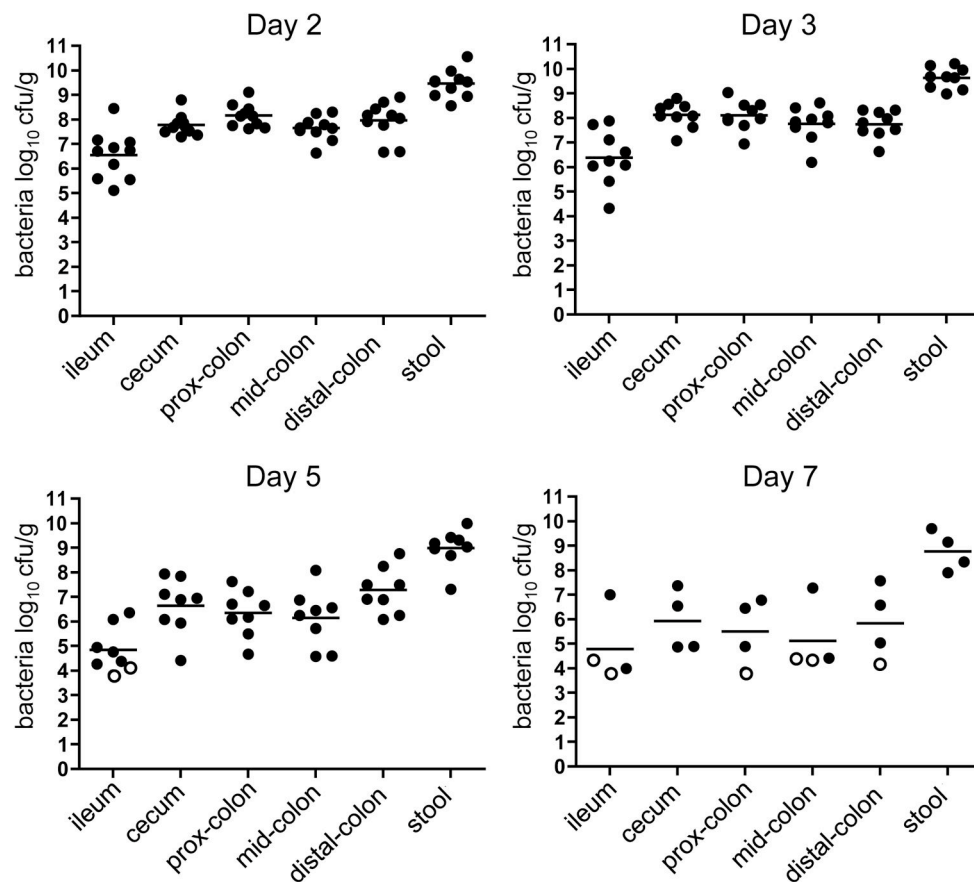 Day 2
bacteria log₁₀ cfu/g
11
10
9
8
7
6
5
4
3
2
1
0
ileum
cecum
prox-colon
mid-colon
distal-colon
stool
Day 3
bacteria log₁₀ cfu/g
11
10
9
8
7
6
5
4
3
2
1
0
ileum
cecum
prox-colon
mid-colon
distal-colon
stool
Day 5
bacteria log₁₀ cfu/g
11
10
9
8
7
6
5
4
3
2
1
0
ileum
cecum
prox-colon
mid-colon
distal-colon
stool
Day 7
bacteria log₁₀ cfu/g
11
10
9
8
7
6
5
4
3
2
1
0
ileum
cecum
prox-colon
mid-colon
distal-colon
stool